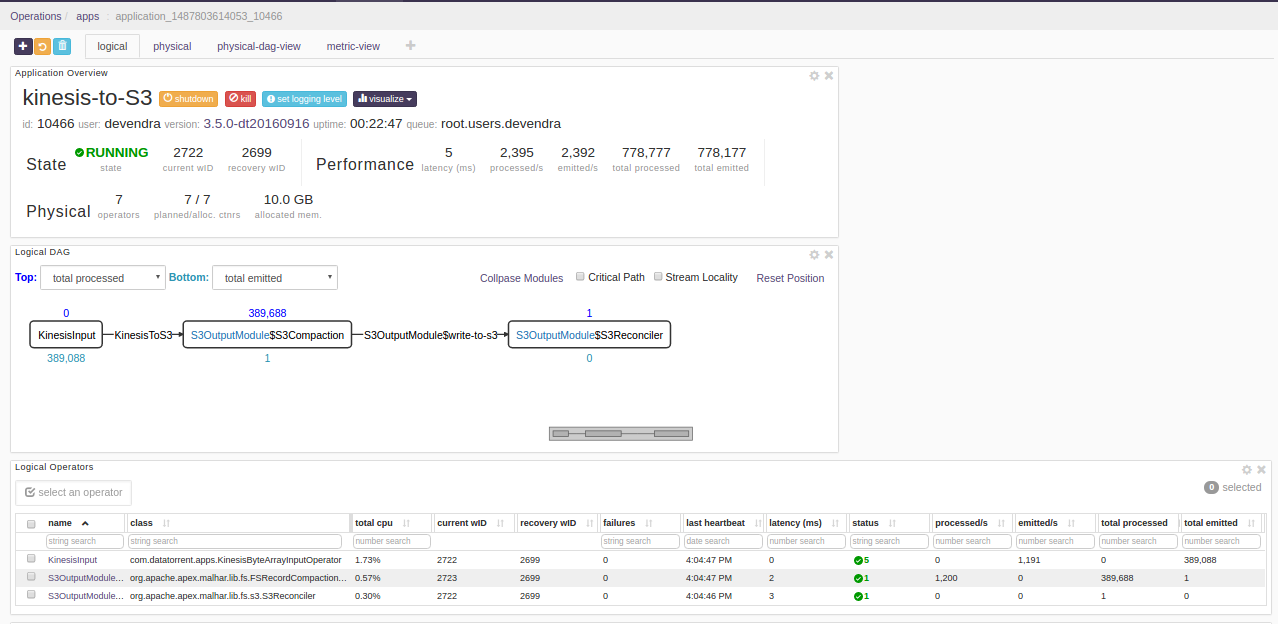 Operations / apps : application_1487803614053_10466
logical physical physical-dag-view metric-view
Application Overview
kinesis-to-S3 shutdown kill set logging level visualize
id: 10466 user: devendra version: 3.5.0-dt20160916 uptime: 00:22:47 queue: root.users.devendra
State RUNNING 2722 2699 Performance 5 2,395 2,392 778,777 778,177
state current wID recovery wID latency (ms) processed/s emitted/s total processed total emitted
Physical 7 7 / 7 10.0 GB
operators planned/alloc. ctnrs allocated mem.
Logical DAG
Top: total processed Bottom: total emitted Collpase Modules Critical Path Stream Locality Reset Position
0 389,688 1
KinesisInput KinesisToS3 S3OutputModule$S3Compaction S3OutputModule$write-to-s3 S3OutputModule$S3Reconciler
389,088 1 0
Logical Operators
select an operator 0 selected
name class total cpu current wID recovery wID failures last heartbeat latency (ms) status processed/s emitted/s total processed total emitted
string search string search number search string search date search number search string search number search number search number search number search
KinesisInput com.datatorrent.apps.KinesisByteArrayInputOperator 1.73% 2722 2699 0 4:04:47 PM 0 5 0 1,191 0 389,088
S3OutputModule... org.apache.apex.malhar.lib.fs.FSRecordCompaction... 0.57% 2723 2699 0 4:04:47 PM 2 1 1,200 0 389,688 1
S3OutputModule... org.apache.apex.malhar.lib.fs.s3.S3Reconciler 0.30% 2722 2699 0 4:04:46 PM 3 1 0 0 1 0